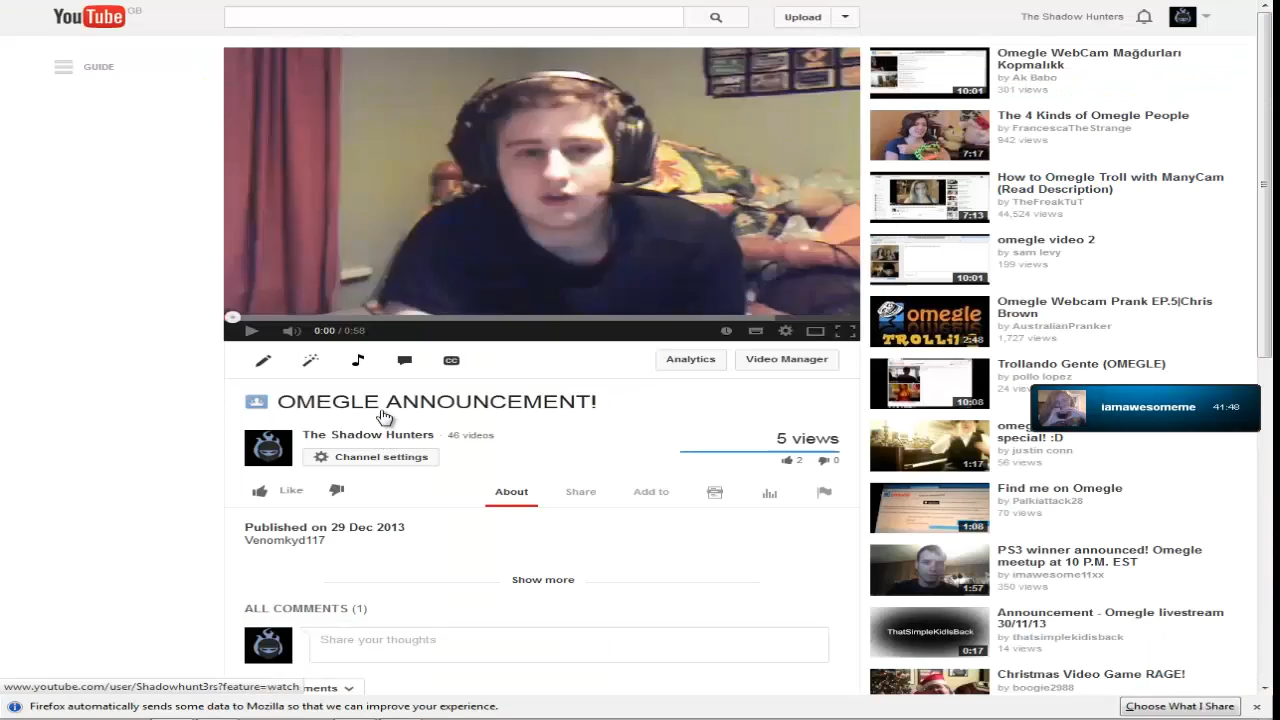 YouTube GB
Upload
The Shadow Hunters
GUIDE
0:00 / 0:58
Analytics
Video Manager
OMEGLE ANNOUNCEMENT!
The Shadow Hunters · 46 videos
Channel settings
5 views
2
0
Like
About
Share
Add to
Published on 29 Dec 2013
Venomkyd117
Show more
ALL COMMENTS (1)
Share your thoughts
ments
www.youtube.com/user/ShadowHunt3rs?feature=watch
Omegle WebCam Mağdurları
Kopmalıkk
by Ak Babo
301 views
10:01
The 4 Kinds of Omegle People
by FrancescaTheStrange
942 views
7:17
How to Omegle Troll with ManyCam
(Read Description)
by TheFreakTuT
44,524 views
7:13
omegle video 2
by sam levy
199 views
10:01
Omegle Webcam Prank EP.5|Chris
Brown
by AustralianPranker
1,727 views
omegle
TROLLI
2:48
Trollando Gente (OMEGLE)
by pollo lopez
24 vie
10:08
iamawesomeme 41:48
omeg
special! :D
by justin conn
56 views
1:17
Find me on Omegle
by Palkiattack28
70 views
1:08
PS3 winner announced! Omegle
meetup at 10 P.M. EST
by imawesome11xx
350 views
1:57
Announcement - Omegle livestream
30/11/13
by thatsimplekidisback
14 views
ThatSimpleKidIsBack
0:17
Christmas Video Game RAGE!
by boogie2988
Firefox automatically sends some data to Mozilla so that we can improve your experience.
Choose What I Share